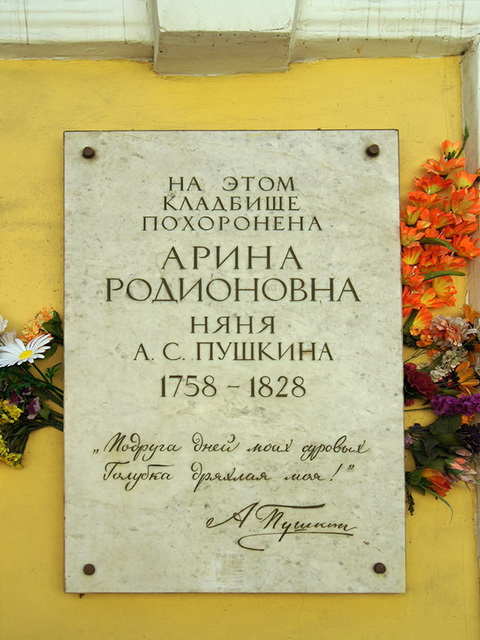 НА ЭТОМ
КЛАДБИЩЕ
ПОХОРОНЕНА
АРИНА
РОДИОНОВНА
НЯНЯ
А. С. ПУШКИНА
1758 – 1828
„Подруга дней моих суровых
Голубка дряхлая моя!"
А Пушкин